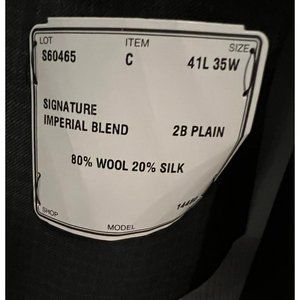 LOT ITEM SIZE
S60465 C 41L 35W
SIGNATURE
IMPERIAL BLEND 2B PLAIN
80% WOOL 20% SILK
SHOP MODEL